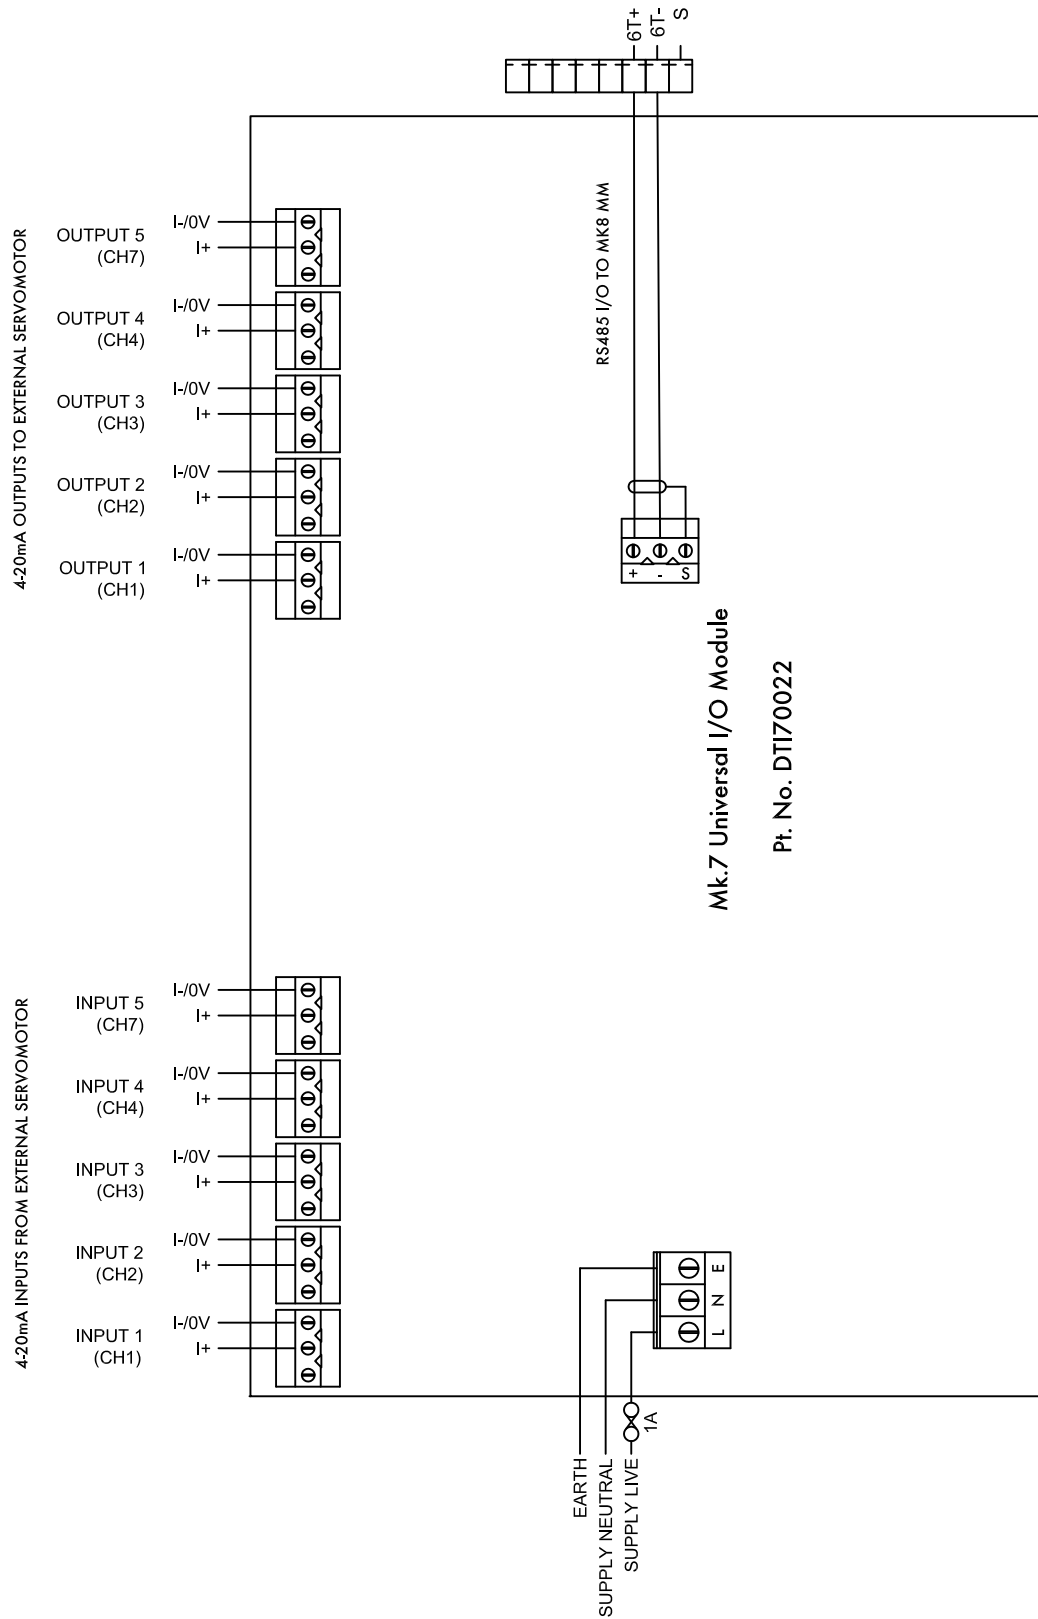 6T+
6T-
S
4-20mA OUTPUTS TO EXTERNAL SERVOMOTOR
OUTPUT 5
(CH7)
I-/0V
I+
OUTPUT 4
(CH4)
I-/0V
I+
OUTPUT 3
(CH3)
I-/0V
I+
OUTPUT 2
(CH2)
I-/0V
I+
OUTPUT 1
(CH1)
I-/0V
I+
RS485 I/O TO MK8 MM
+ - S
Mk.7 Universal I/O Module
Pt. No. DTI70022
4-20mA INPUTS FROM EXTERNAL SERVOMOTOR
INPUT 5
(CH7)
I-/0V
I+
INPUT 4
(CH4)
I-/0V
I+
INPUT 3
(CH3)
I-/0V
I+
INPUT 2
(CH2)
I-/0V
I+
INPUT 1
(CH1)
I-/0V
I+
L N E
EARTH
SUPPLY NEUTRAL
SUPPLY LIVE
1A